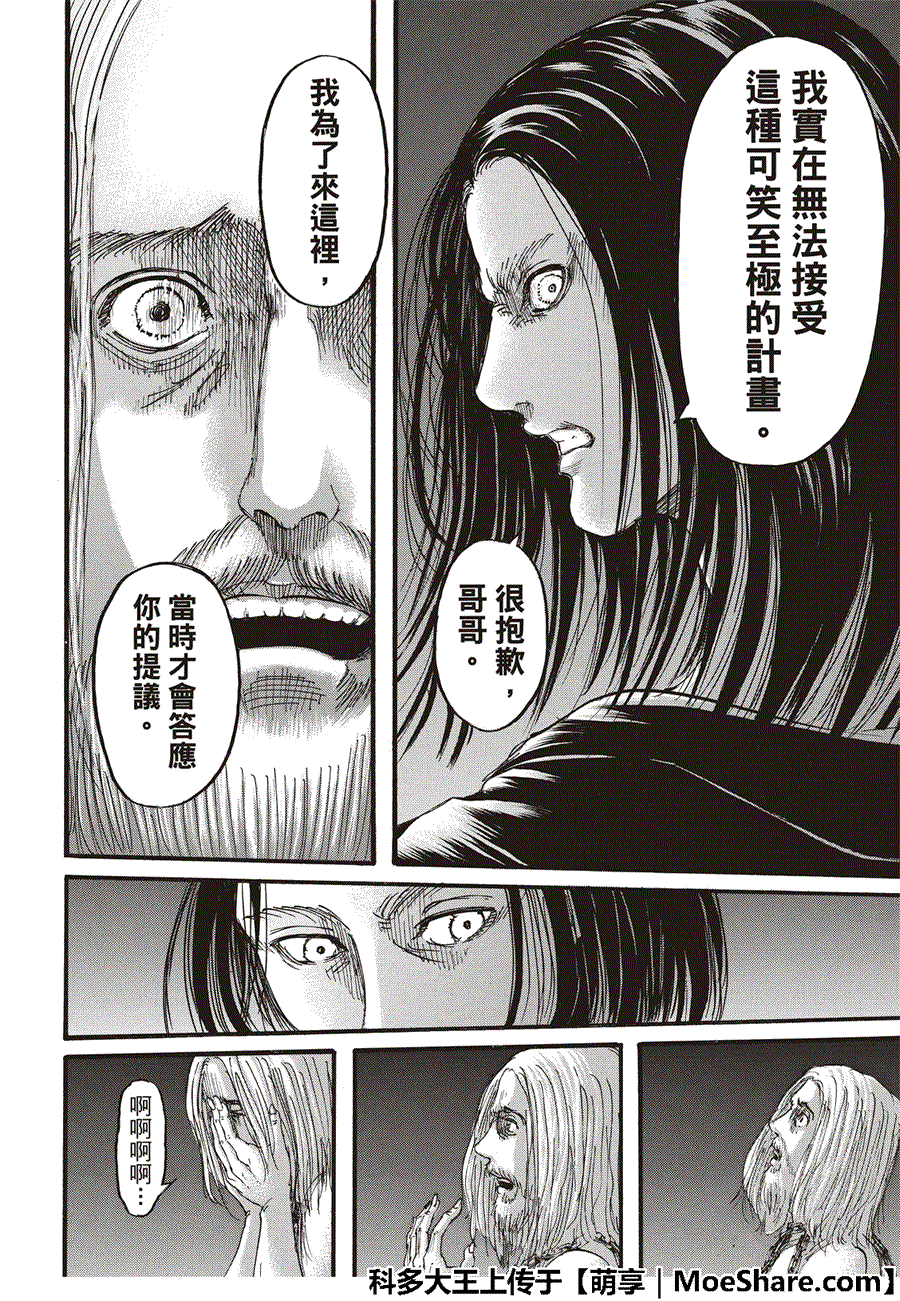 我實在無法接受
這種可笑至極的計畫。
很抱歉，
哥哥。
我為了來這裡，
當時才會答應
你的提議。
啊啊啊啊…
科多大王上传于【萌享｜MoeShare.com】